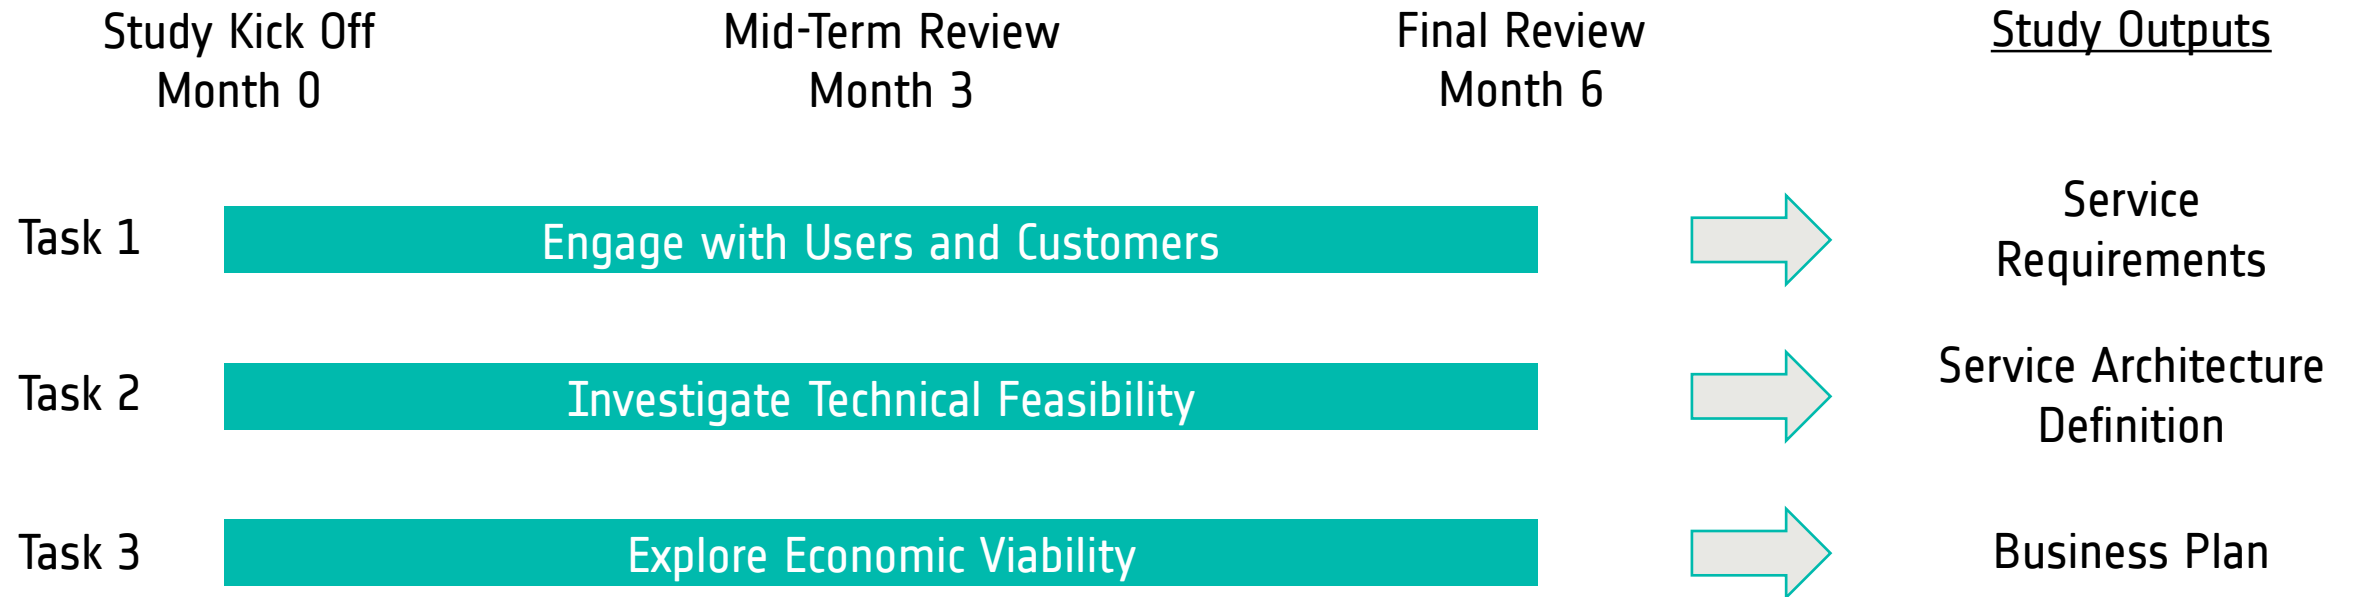 Study Kick Off
Month 0
Mid-Term Review
Month 3
Final Review
Month 6
Study Outputs
Task 1
Engage with Users and Customers
Service
Requirements
Task 2
Investigate Technical Feasibility
Service Architecture
Definition
Task 3
Explore Economic Viability
Business Plan